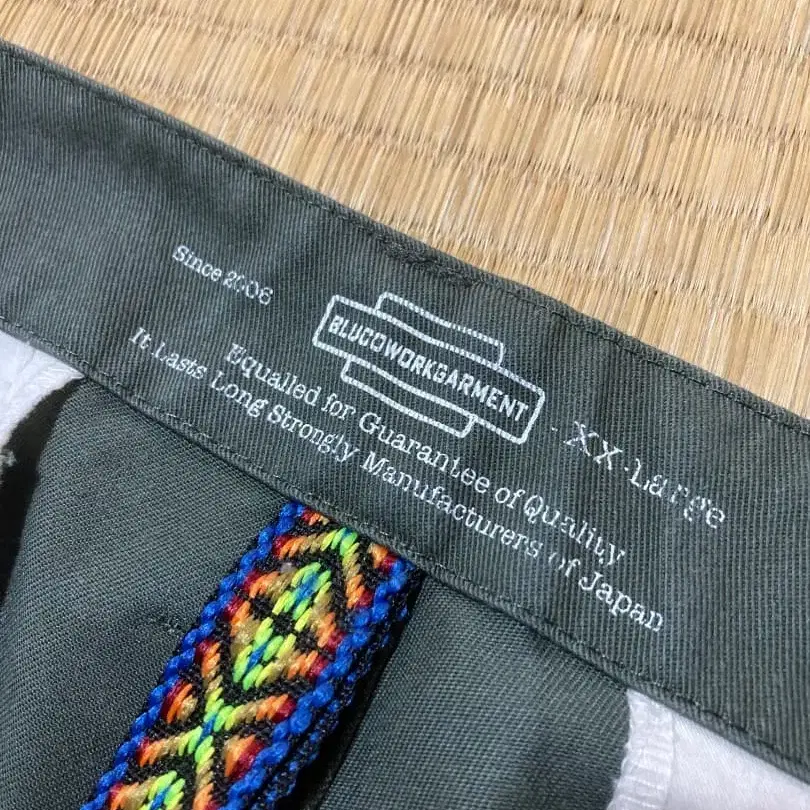 Since 2006
BLUCOWORKGARMENT
- XX-Large
Equalled for Guarantee of Quality
It Lasts Long Strongly Manufacturers of Japan